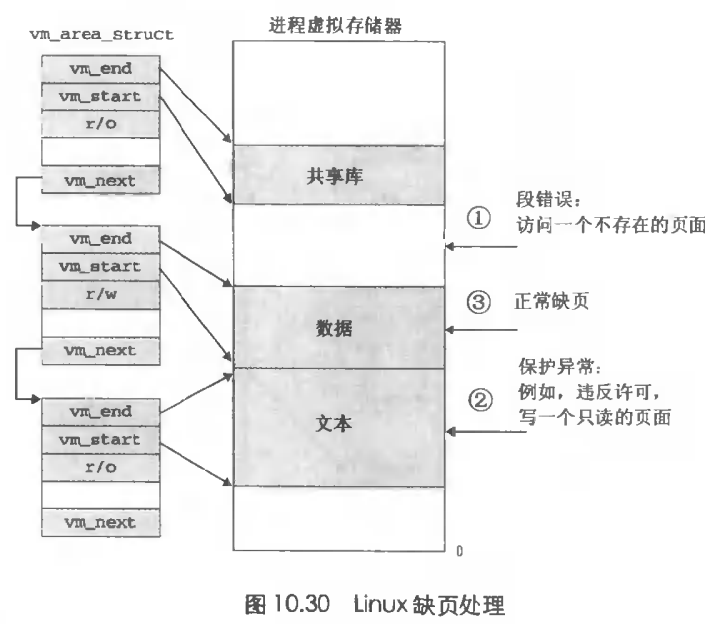 进程虚拟存储器
vm_area_struct
vm_end
vm_start
r/o
vm_next
共享库
①
段错误：
访问一个不存在的页面
vm_end
vm_start
r/w
vm_next
数据
③
正常缺页
vm_end
vm_start
r/o
vm_next
文本
②
保护异常：
例如，违反许可，
写一个只读的页面
0
图 10.30 Linux 缺页处理